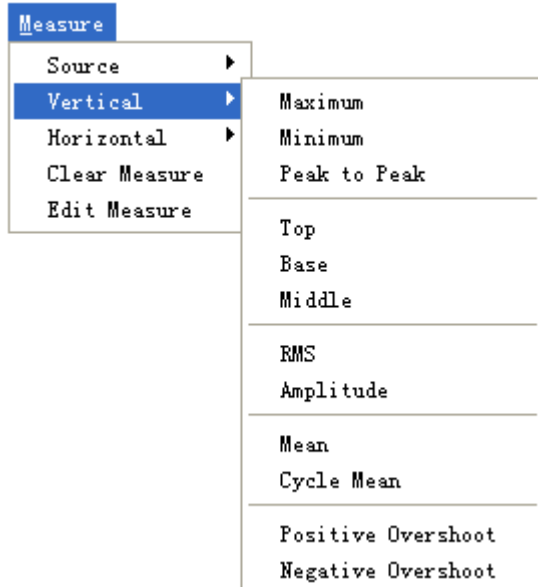 Measure
Source
Vertical
Horizontal
Clear Measure
Edit Measure
Maximum
Minimum
Peak to Peak
Top
Base
Middle
RMS
Amplitude
Mean
Cycle Mean
Positive Overshoot
Negative Overshoot